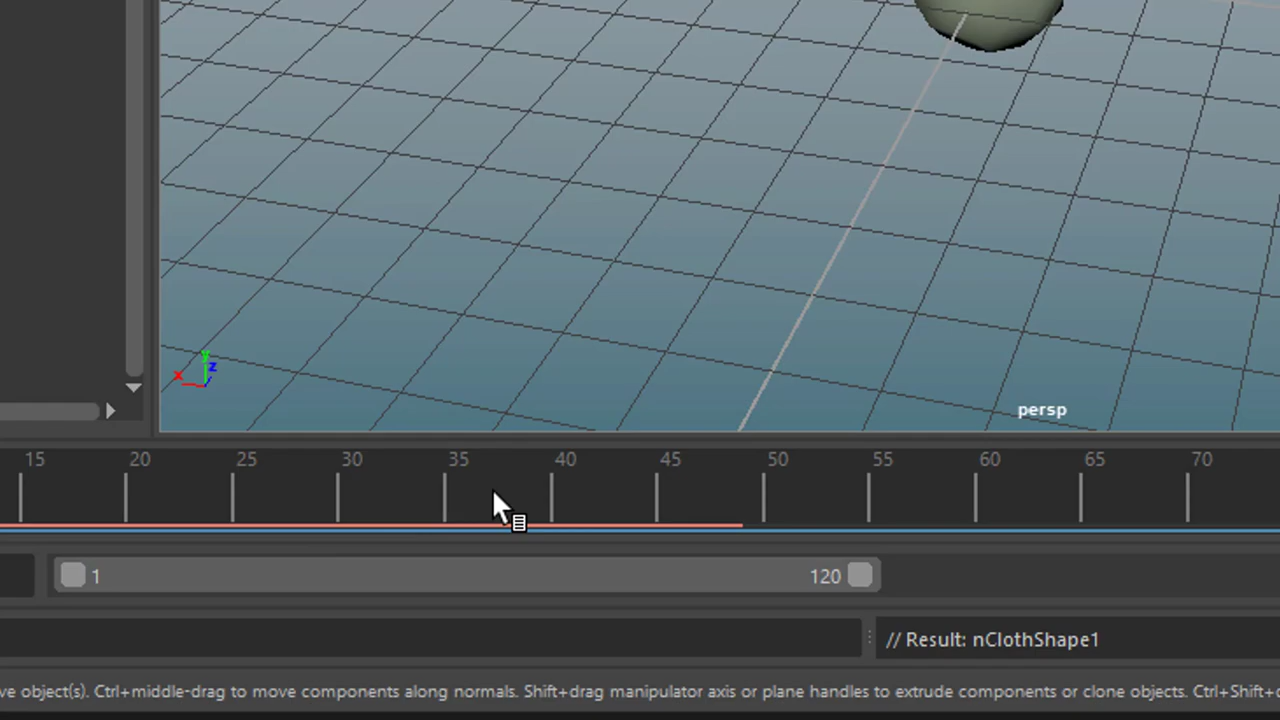 y
x z
persp
15 20 25 30 35 40 45 50 55 60 65 70
1 120
// Result: nClothShape1
ve object(s). Ctrl+middle-drag to move components along normals. Shift+drag manipulator axis or plane handles to extrude components or clone objects. Ctrl+Shift+